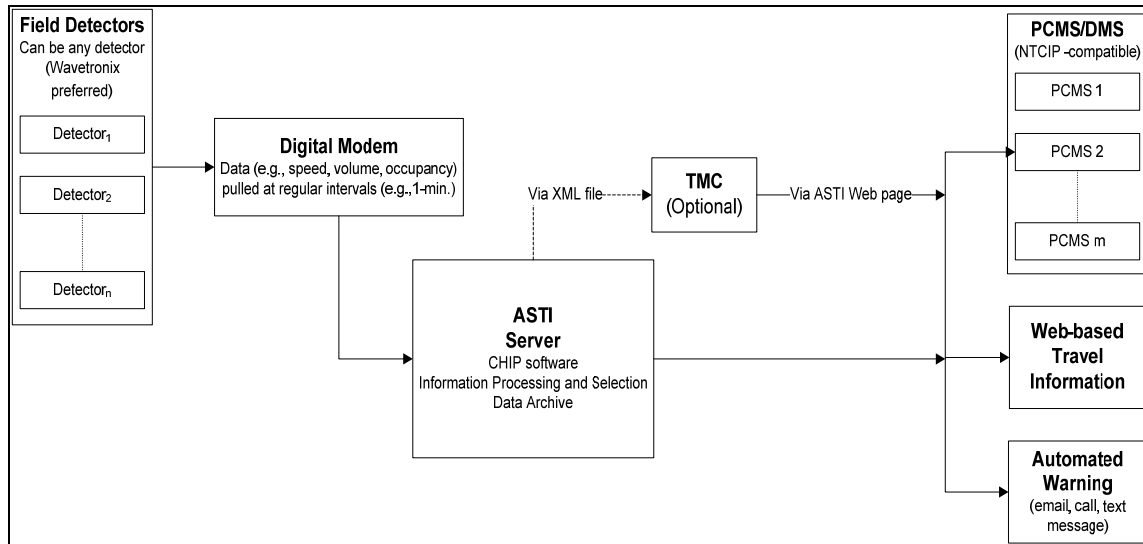 Field Detectors
Can be any detector
(Wavetronix
preferred)
Detector1
Detector2
Detectorn
Digital Modem
Data (e.g., speed, volume, occupancy)
pulled at regular intervals (e.g.,1-min.)
Via XML file
TMC
(Optional)
Via ASTI Web page
ASTI
Server
CHIP software
Information Processing and Selection
Data Archive
PCMS/DMS
(NTCIP -compatible)
PCMS 1
PCMS 2
PCMS m
Web-based
Travel
Information
Automated
Warning
(email, call, text
message)